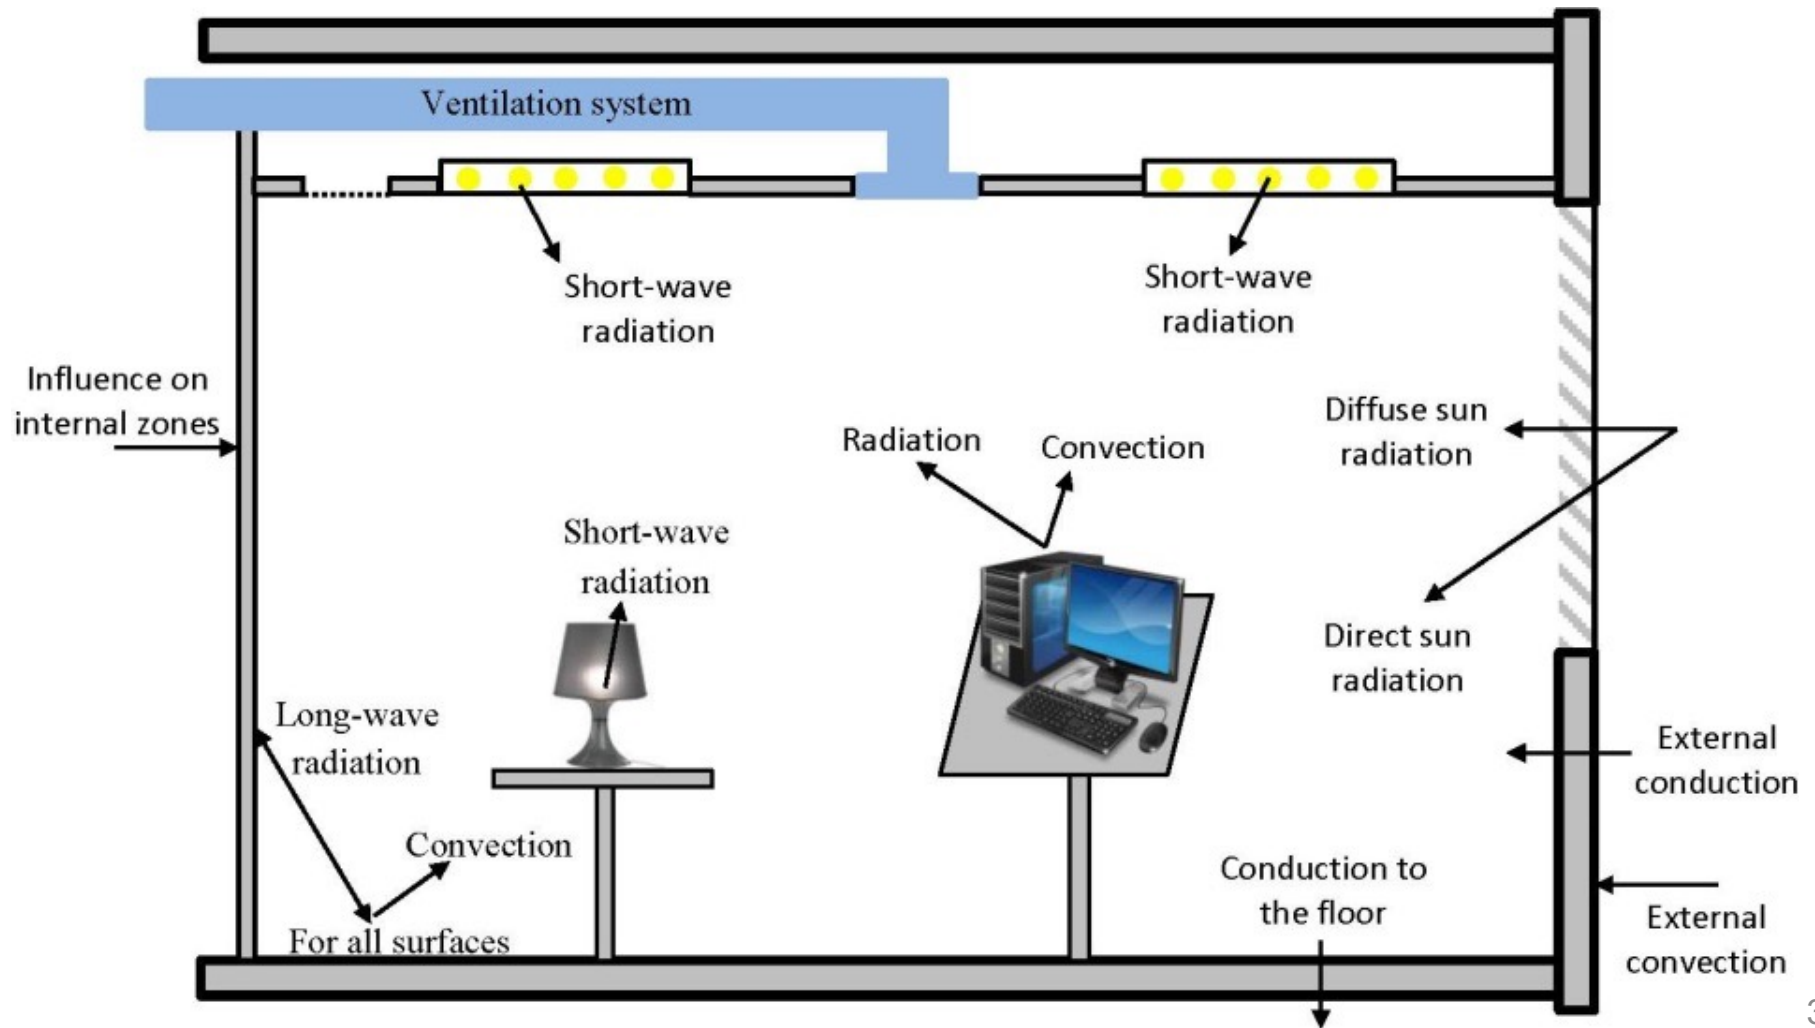 Ventilation system
Short-wave
radiation
Short-wave
radiation
Influence on
internal zones
Radiation
Convection
Diffuse sun
radiation
Short-wave
radiation
Direct sun
radiation
Long-wave
radiation
External
conduction
Convection
Conduction to
the floor
For all surfaces
External
convection